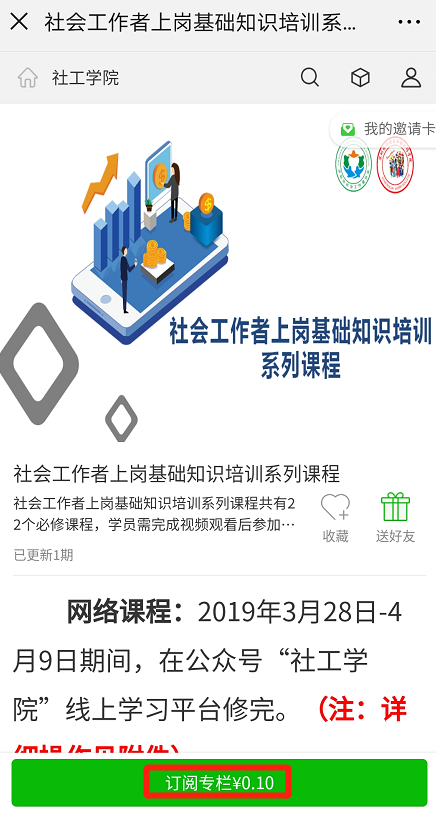 社会工作者上岗基础知识培训系...
社工学院
我的邀请卡
社会工作者上岗基础知识培训
系列课程
社会工作者上岗基础知识培训系列课程
社会工作者上岗基础知识培训系列课程共有2
2个必修课程，学员需完成视频观看后参加…
收藏
送好友
已更新1期
网络课程：2019年3月28日-4
月9日期间，在公众号“社工学
院”线上学习平台修完。（注：详
细操作见附件）
订阅专栏¥0.10